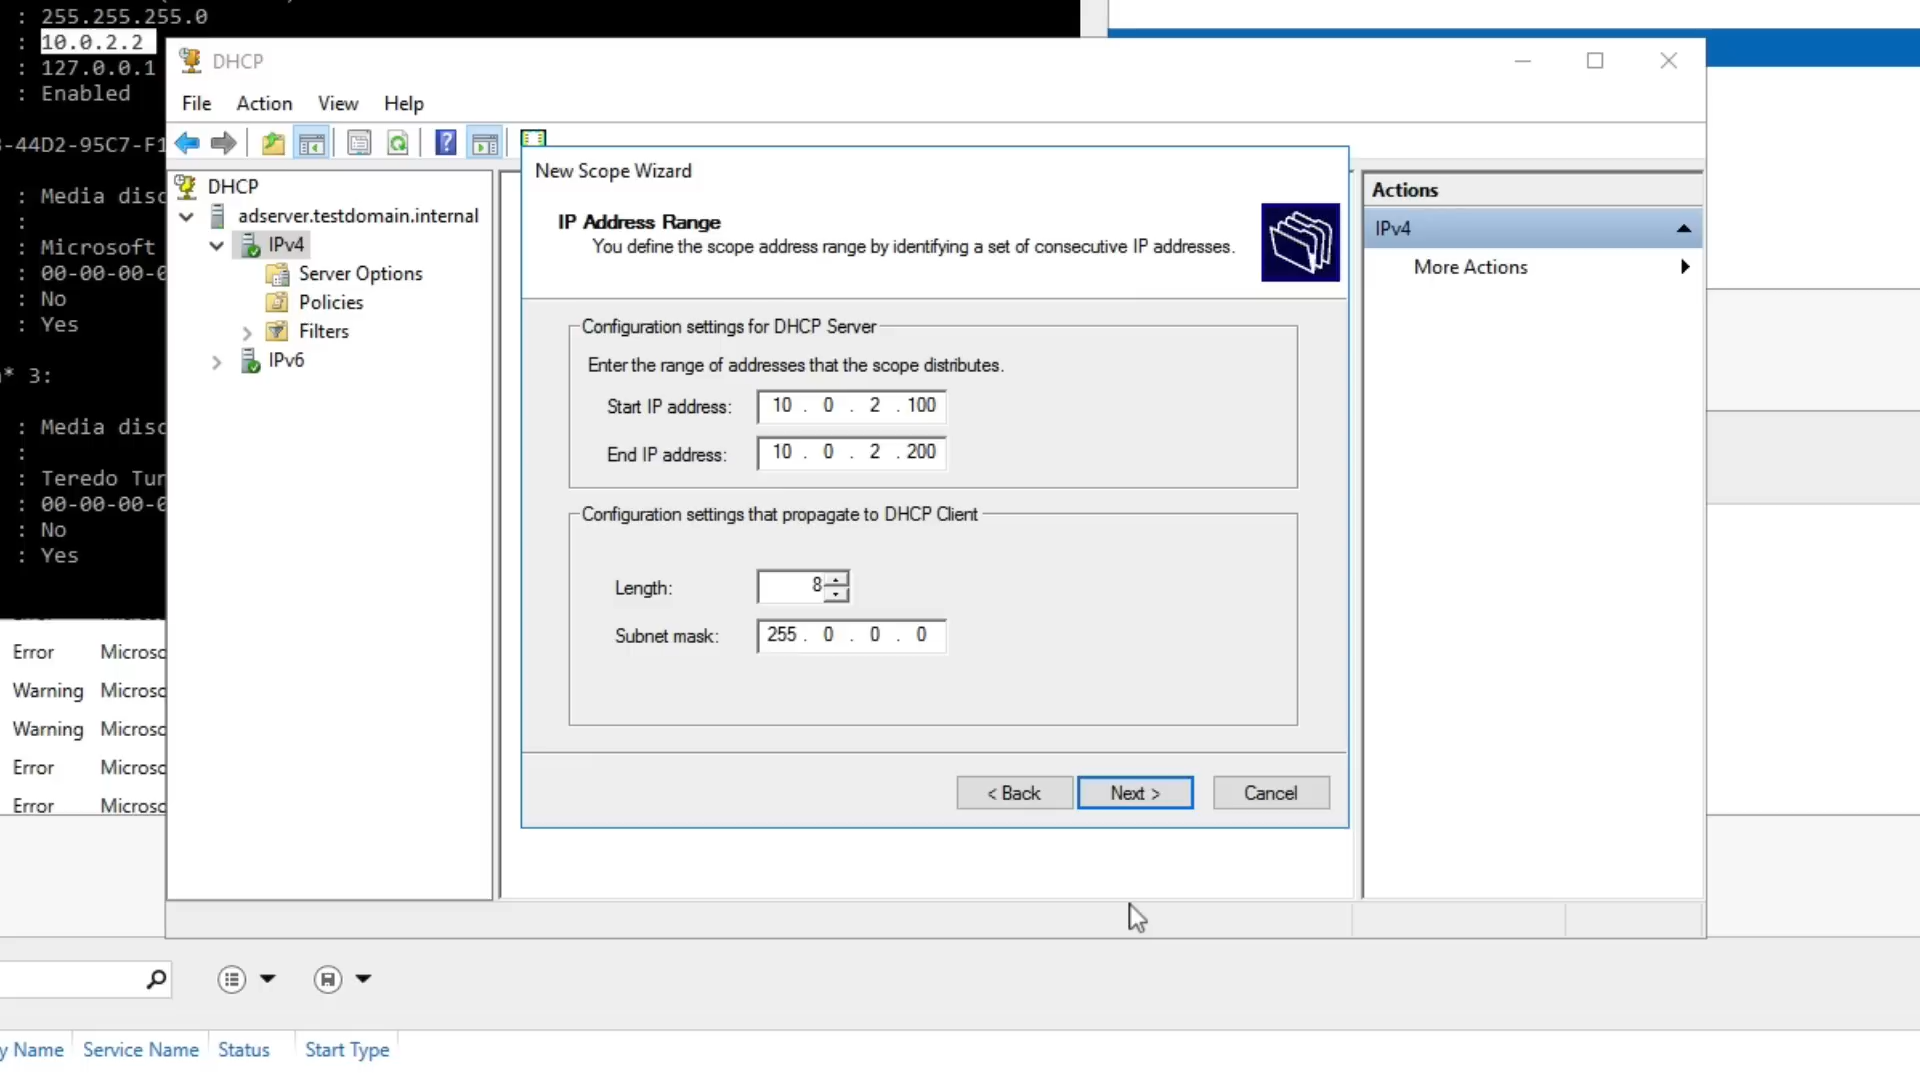 : 255.255.255.0
: 10.0.2.2
: 127.0.0.1
: Enabled
-44D2-95C7-F1
: Media disc
:
: Microsoft
: 00-00-00-0
: No
: Yes
* 3:
: Media disc
:
: Teredo Tun
: 00-00-00-0
: No
: Yes
Error Microsc
Warning Microsc
Warning Microsc
Error Microsc
Error Microsc
y Name Service Name Status Start Type
DHCP
File Action View Help
DHCP
adserver.testdomain.internal
IPv4
Server Options
Policies
Filters
IPv6
New Scope Wizard
IP Address Range
You define the scope address range by identifying a set of consecutive IP addresses.
Configuration settings for DHCP Server
Enter the range of addresses that the scope distributes.
Start IP address: 10 . 0 . 2 . 100
End IP address: 10 . 0 . 2 . 200
Configuration settings that propagate to DHCP Client
Length: 8
Subnet mask: 255 . 0 . 0 . 0
< Back Next > Cancel
Actions
IPv4
More Actions